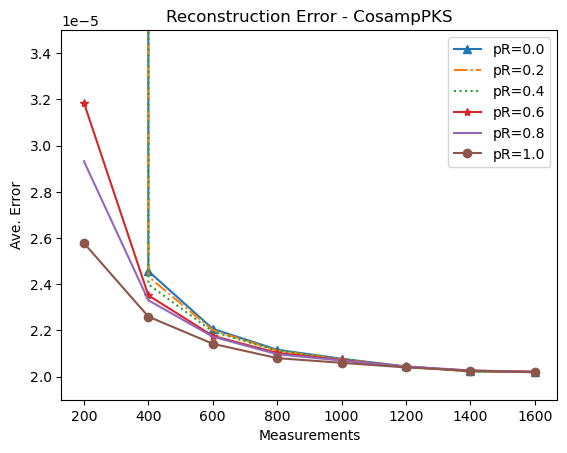 Reconstruction Error - CosampPKS
1e−5
3.4
3.2
3.0
2.8
2.6
2.4
2.2
2.0
Ave. Error
pR=0.0
pR=0.2
pR=0.4
pR=0.6
pR=0.8
pR=1.0
200 400 600 800 1000 1200 1400 1600
Measurements